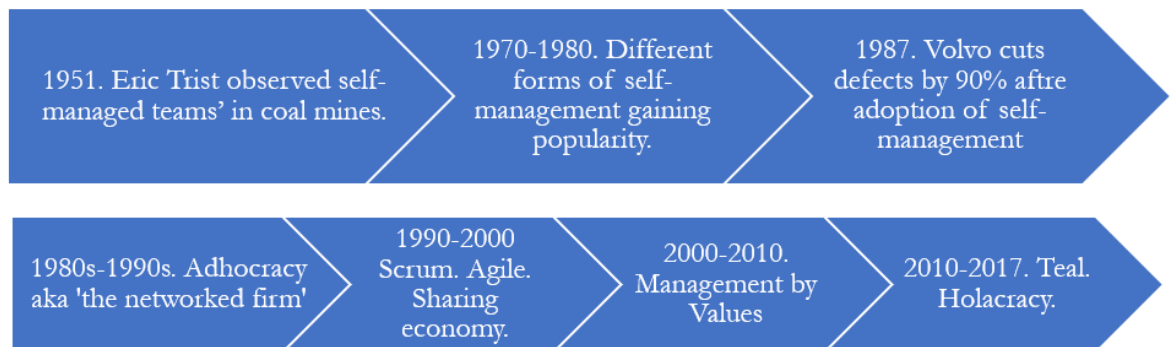 1951. Eric Trist observed self-
managed teams’ in coal mines.
1970-1980. Different
forms of self-
management gaining
popularity.
1987. Volvo cuts
defects by 90% aftre
adoption of self-
management
1980s-1990s. Adhocracy
aka 'the networked firm'
1990-2000
Scrum. Agile.
Sharing
economy.
2000-2010.
Management by
Values
2010-2017. Teal.
Holacracy.